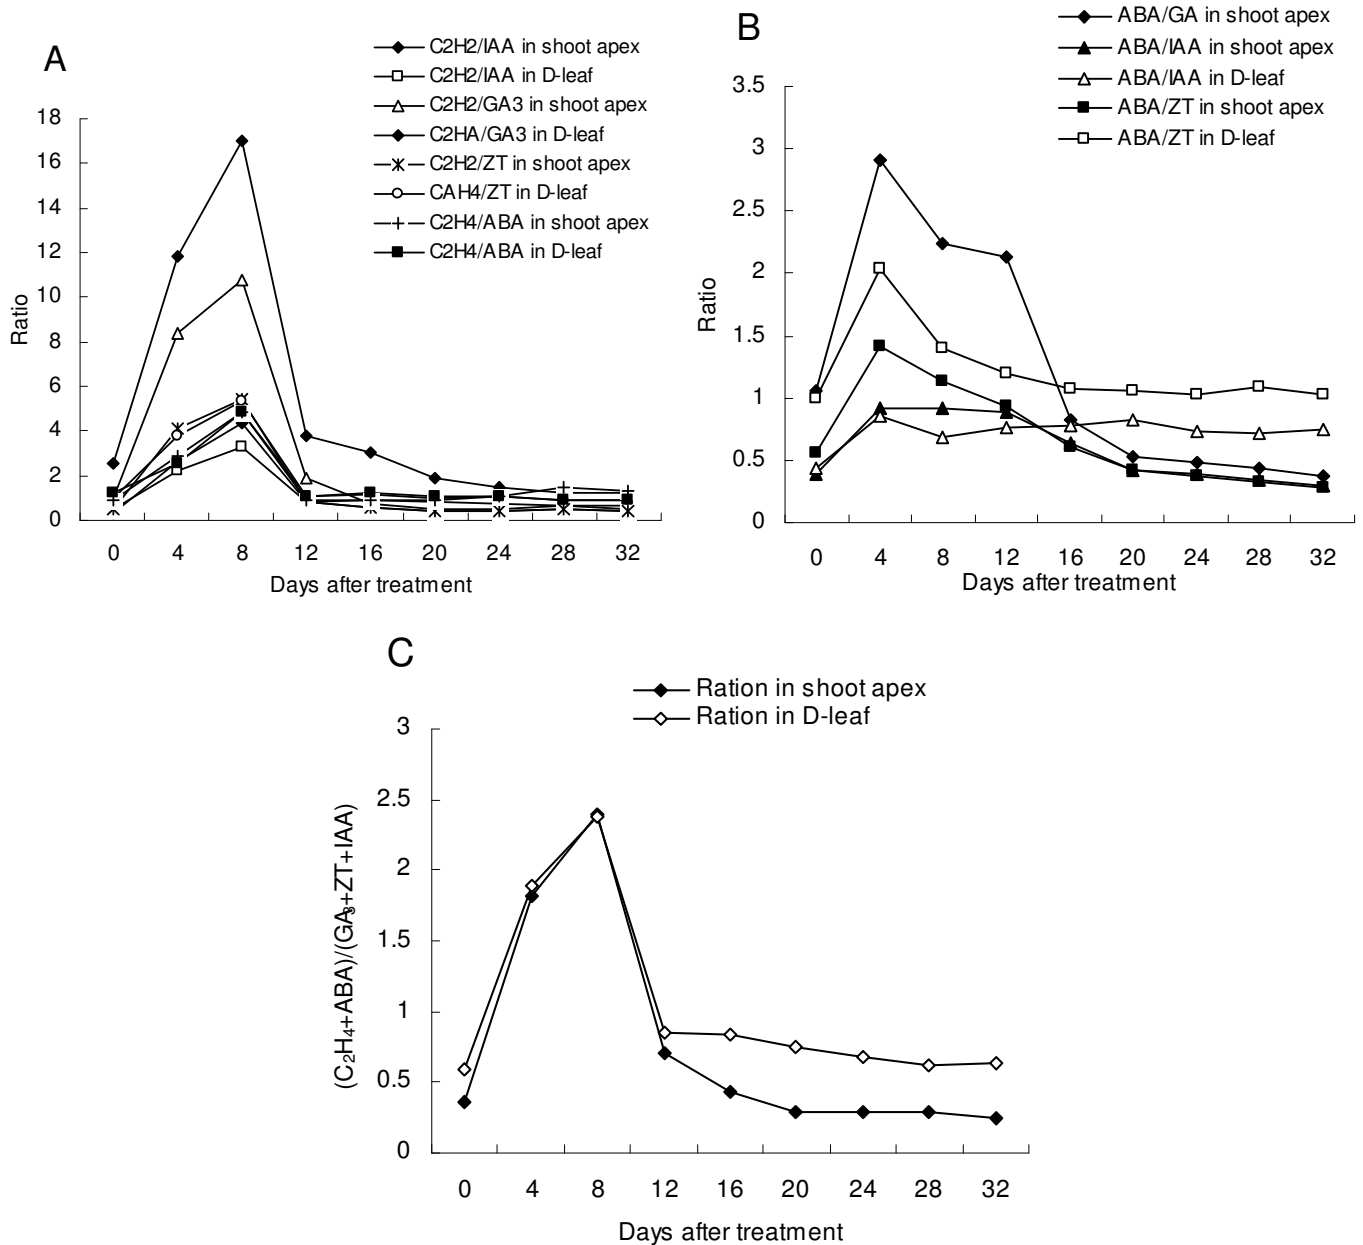 A
C2H2/IAA in shoot apex
C2H2/IAA in D-leaf
C2H2/GA3 in shoot apex
C2HA/GA3 in D-leaf
C2H2/ZT in shoot apex
CAH4/ZT in D-leaf
C2H4/ABA in shoot apex
C2H4/ABA in D-leaf
18
16
14
12
10
8
6
4
2
0
Ratio
0 4 8 12 16 20 24 28 32
Days after treatment
B
ABA/GA in shoot apex
ABA/IAA in shoot apex
ABA/IAA in D-leaf
ABA/ZT in shoot apex
ABA/ZT in D-leaf
3.5
3
2.5
2
1.5
1
0.5
0
Ratio
0 4 8 12 16 20 24 28 32
Days after treatment
C
Ration in shoot apex
Ration in D-leaf
3
2.5
2
1.5
1
0.5
0
(C₂H₄+ABA)/(GA₃+ZT+IAA)
0 4 8 12 16 20 24 28 32
Days after treatment